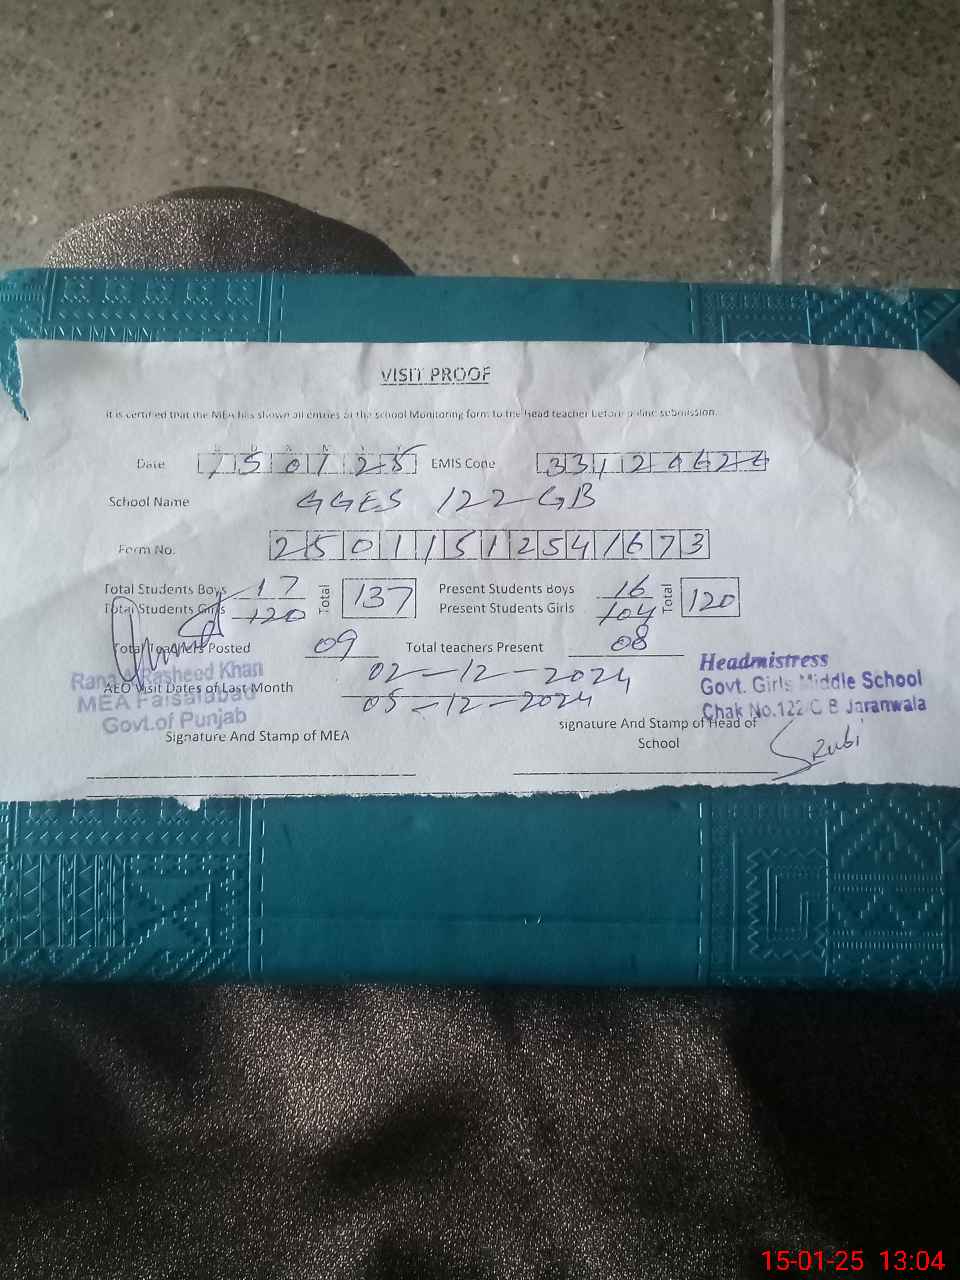 VISIT PROOF
It is certified that the MEA has shown all entries of the school Monitoring form to the Head teacher before online submission.
Date 15 01 25 EMIS Code
School Name GGES 122 GB
Form No. 250111512541673
Total Students Boys 17 Total 137 Present Students Boys 16 Total 120
Total Students Girls 120 Present Students Girls 104
Total Teachers Posted 09 Total teachers Present 08
AEO Visit Dates of Last Month 02-12-2024
05-12-2024
Rana Rasheed Khan
MEA Faisalabad
Govt.of Punjab
Headmistress
Govt. Girls Middle School
Chak No.122 G B Jaranwala
Signature And Stamp of MEA
signature And Stamp of Head of
School
SRubi
15-01-25 13:04